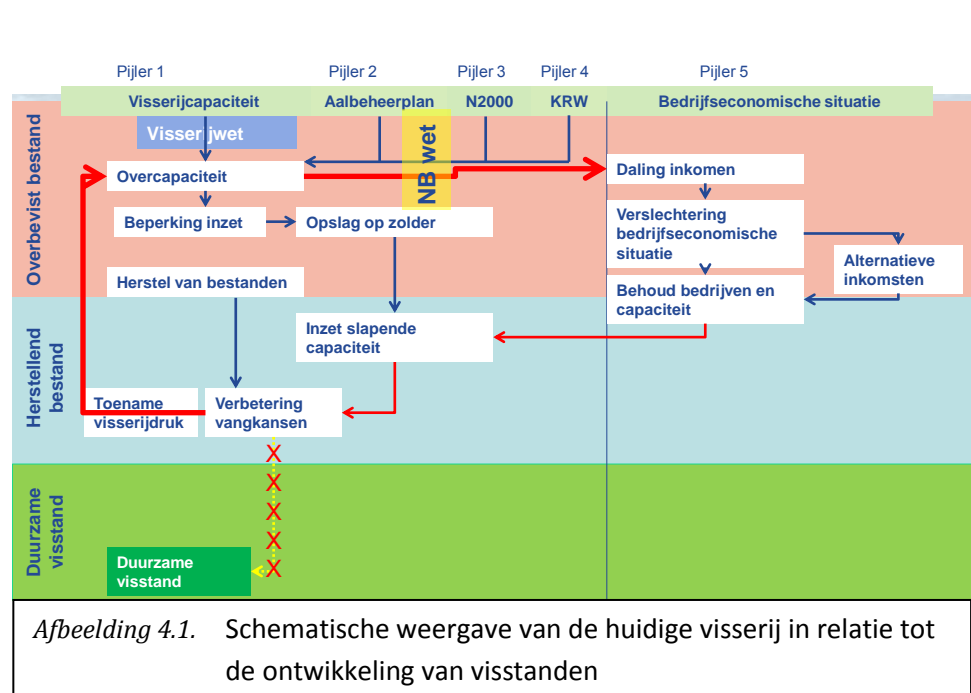 Pijler 1 Pijler 2 Pijler 3 Pijler 4 Pijler 5
Visserijcapaciteit Aalbeheerplan N2000 KRW Bedrijfseconomische situatie
Overbevist bestand
Visserijwet
NB wet
Overcapaciteit
Daling inkomen
Beperking inzet
Opslag op zolder
Verslechtering
bedrijfseconomische
situatie
Alternatieve
inkomsten
Herstel van bestanden
Behoud bedrijven en
capaciteit
Herstellend
bestand
Inzet slapende
capaciteit
Toename
visserijdruk
Verbetering
vangkansen
X
X
X
X
X
Duurzame
visstand
Duurzame
visstand
Afbeelding 4.1. Schematische weergave van de huidige visserij in relatie tot
de ontwikkeling van visstanden